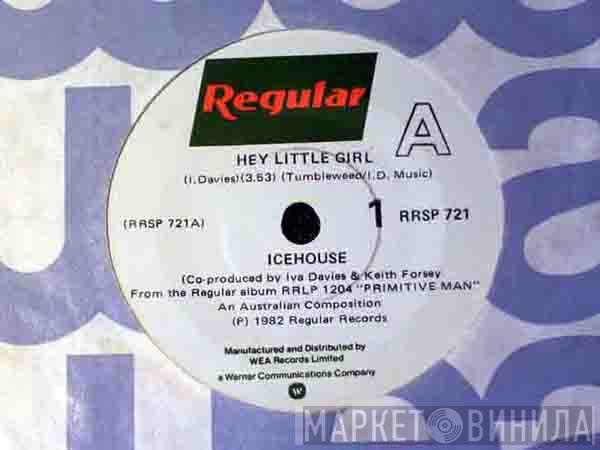 Regular
A
HEY LITTLE GIRL
(I. Davies)(3.53) (Tumbleweed/I.D. Music)
(RRSP 721A)
1 RRSP 721
ICEHOUSE
(Co-produced by Iva Davies & Keith Forsey
From the Regular album RRLP 1204 "PRIMITIVE MAN"
An Australian Composition
(P) 1982 Regular Records
Manufactured and Distributed by
WEA Records Limited
a Warner Communications Company
МАРКЕТ ВИНИЛА